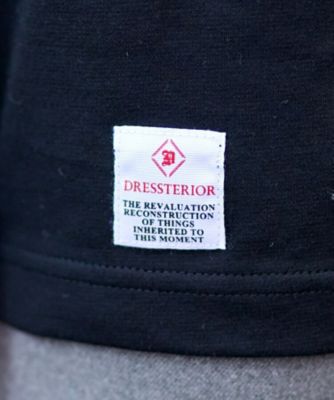 D
DRESSTERIOR
THE REVALUATION
RECONSTRUCTION
OF THINGS
INHERITED TO
THIS MOMENT